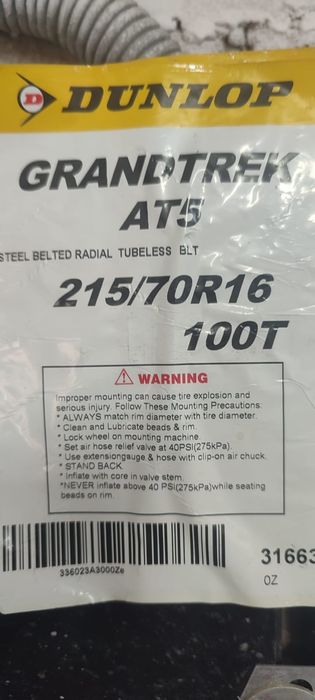 D DUNLOP
GRANDTREK
AT5
STEEL BELTED RADIAL TUBELESS BLT
215/70R16
100T
WARNING
Improper mounting can cause tire explosion and
serious injury. Follow These Mounting Precautions:
* ALWAYS match rim diameter with tire diameter.
* Clean and Lubricate beads & rim.
* Lock wheel on mounting machine.
* Set air hose relief valve at 40PSI(275kPa).
* Use extensiongauge & hose with clip-on air chuck.
* STAND BACK.
* Inflate with core in valve stem.
*NEVER inflate above 40 PSI(275kPa)while seating
beads on rim.
336023A3000Ze
31663
OZ